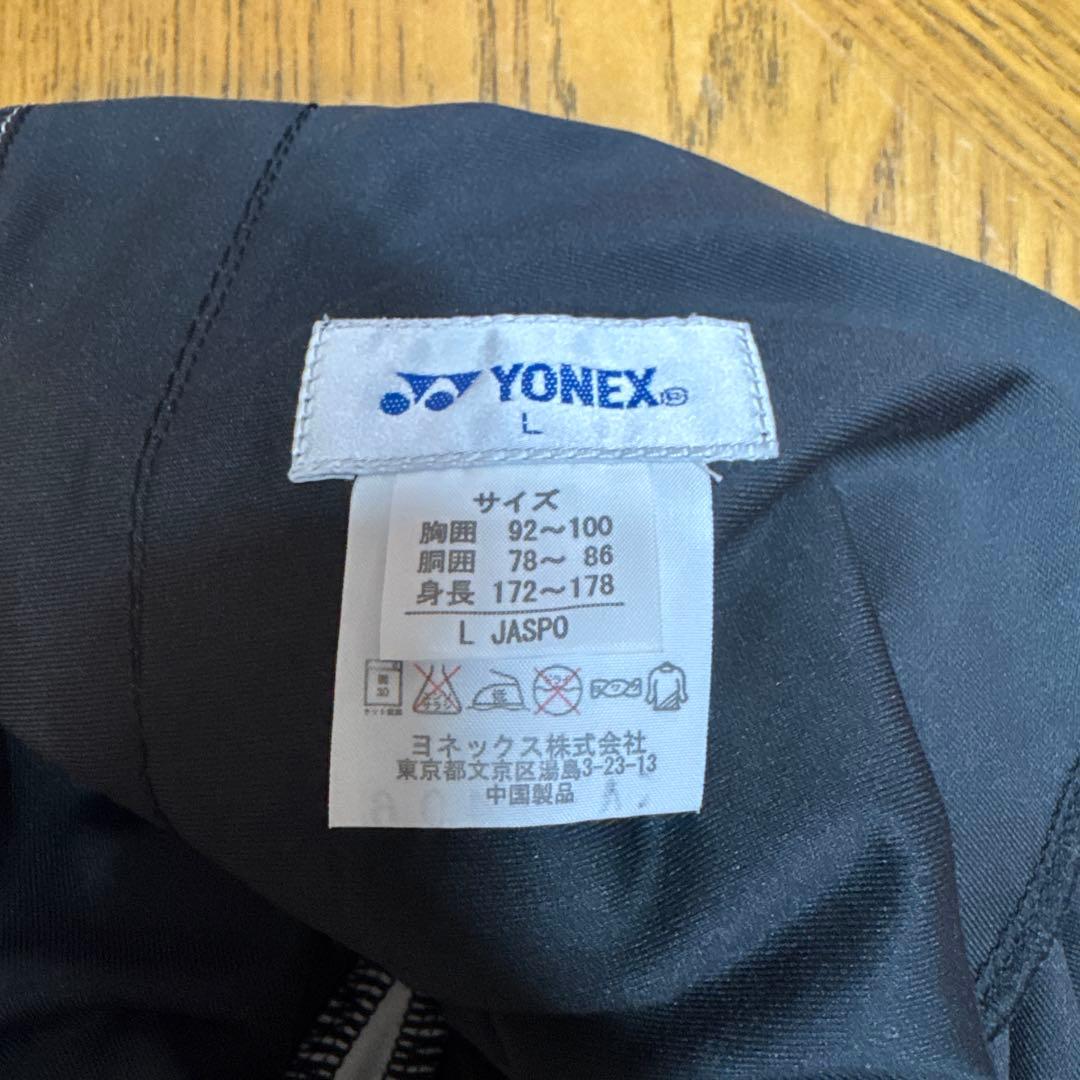 YONEX®
L
サイズ
胸囲 92～100
胴囲 78～ 86
身長 172～178
L JASPO
低
ヨネックス株式会社
東京都文京区湯島3-23-13
中国製品